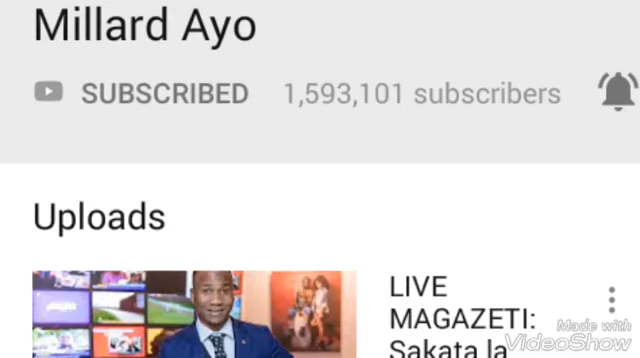 Millard Ayo
SUBSCRIBED 1,593,101 subscribers
Uploads
LIVE
MAGAZETI:
Sakata la
Made with
VideoShow